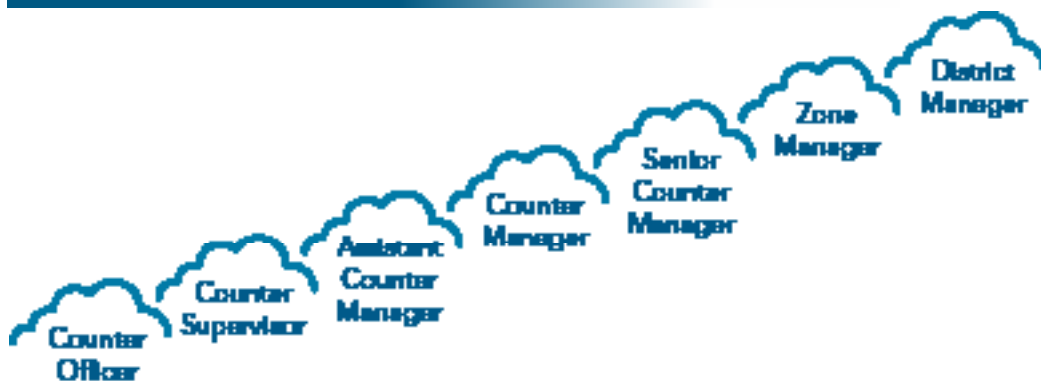 Counter
Officer
Counter
Supervisor
Assistant
Counter
Manager
Counter
Manager
Senior
Counter
Manager
Zone
Manager
District
Manager